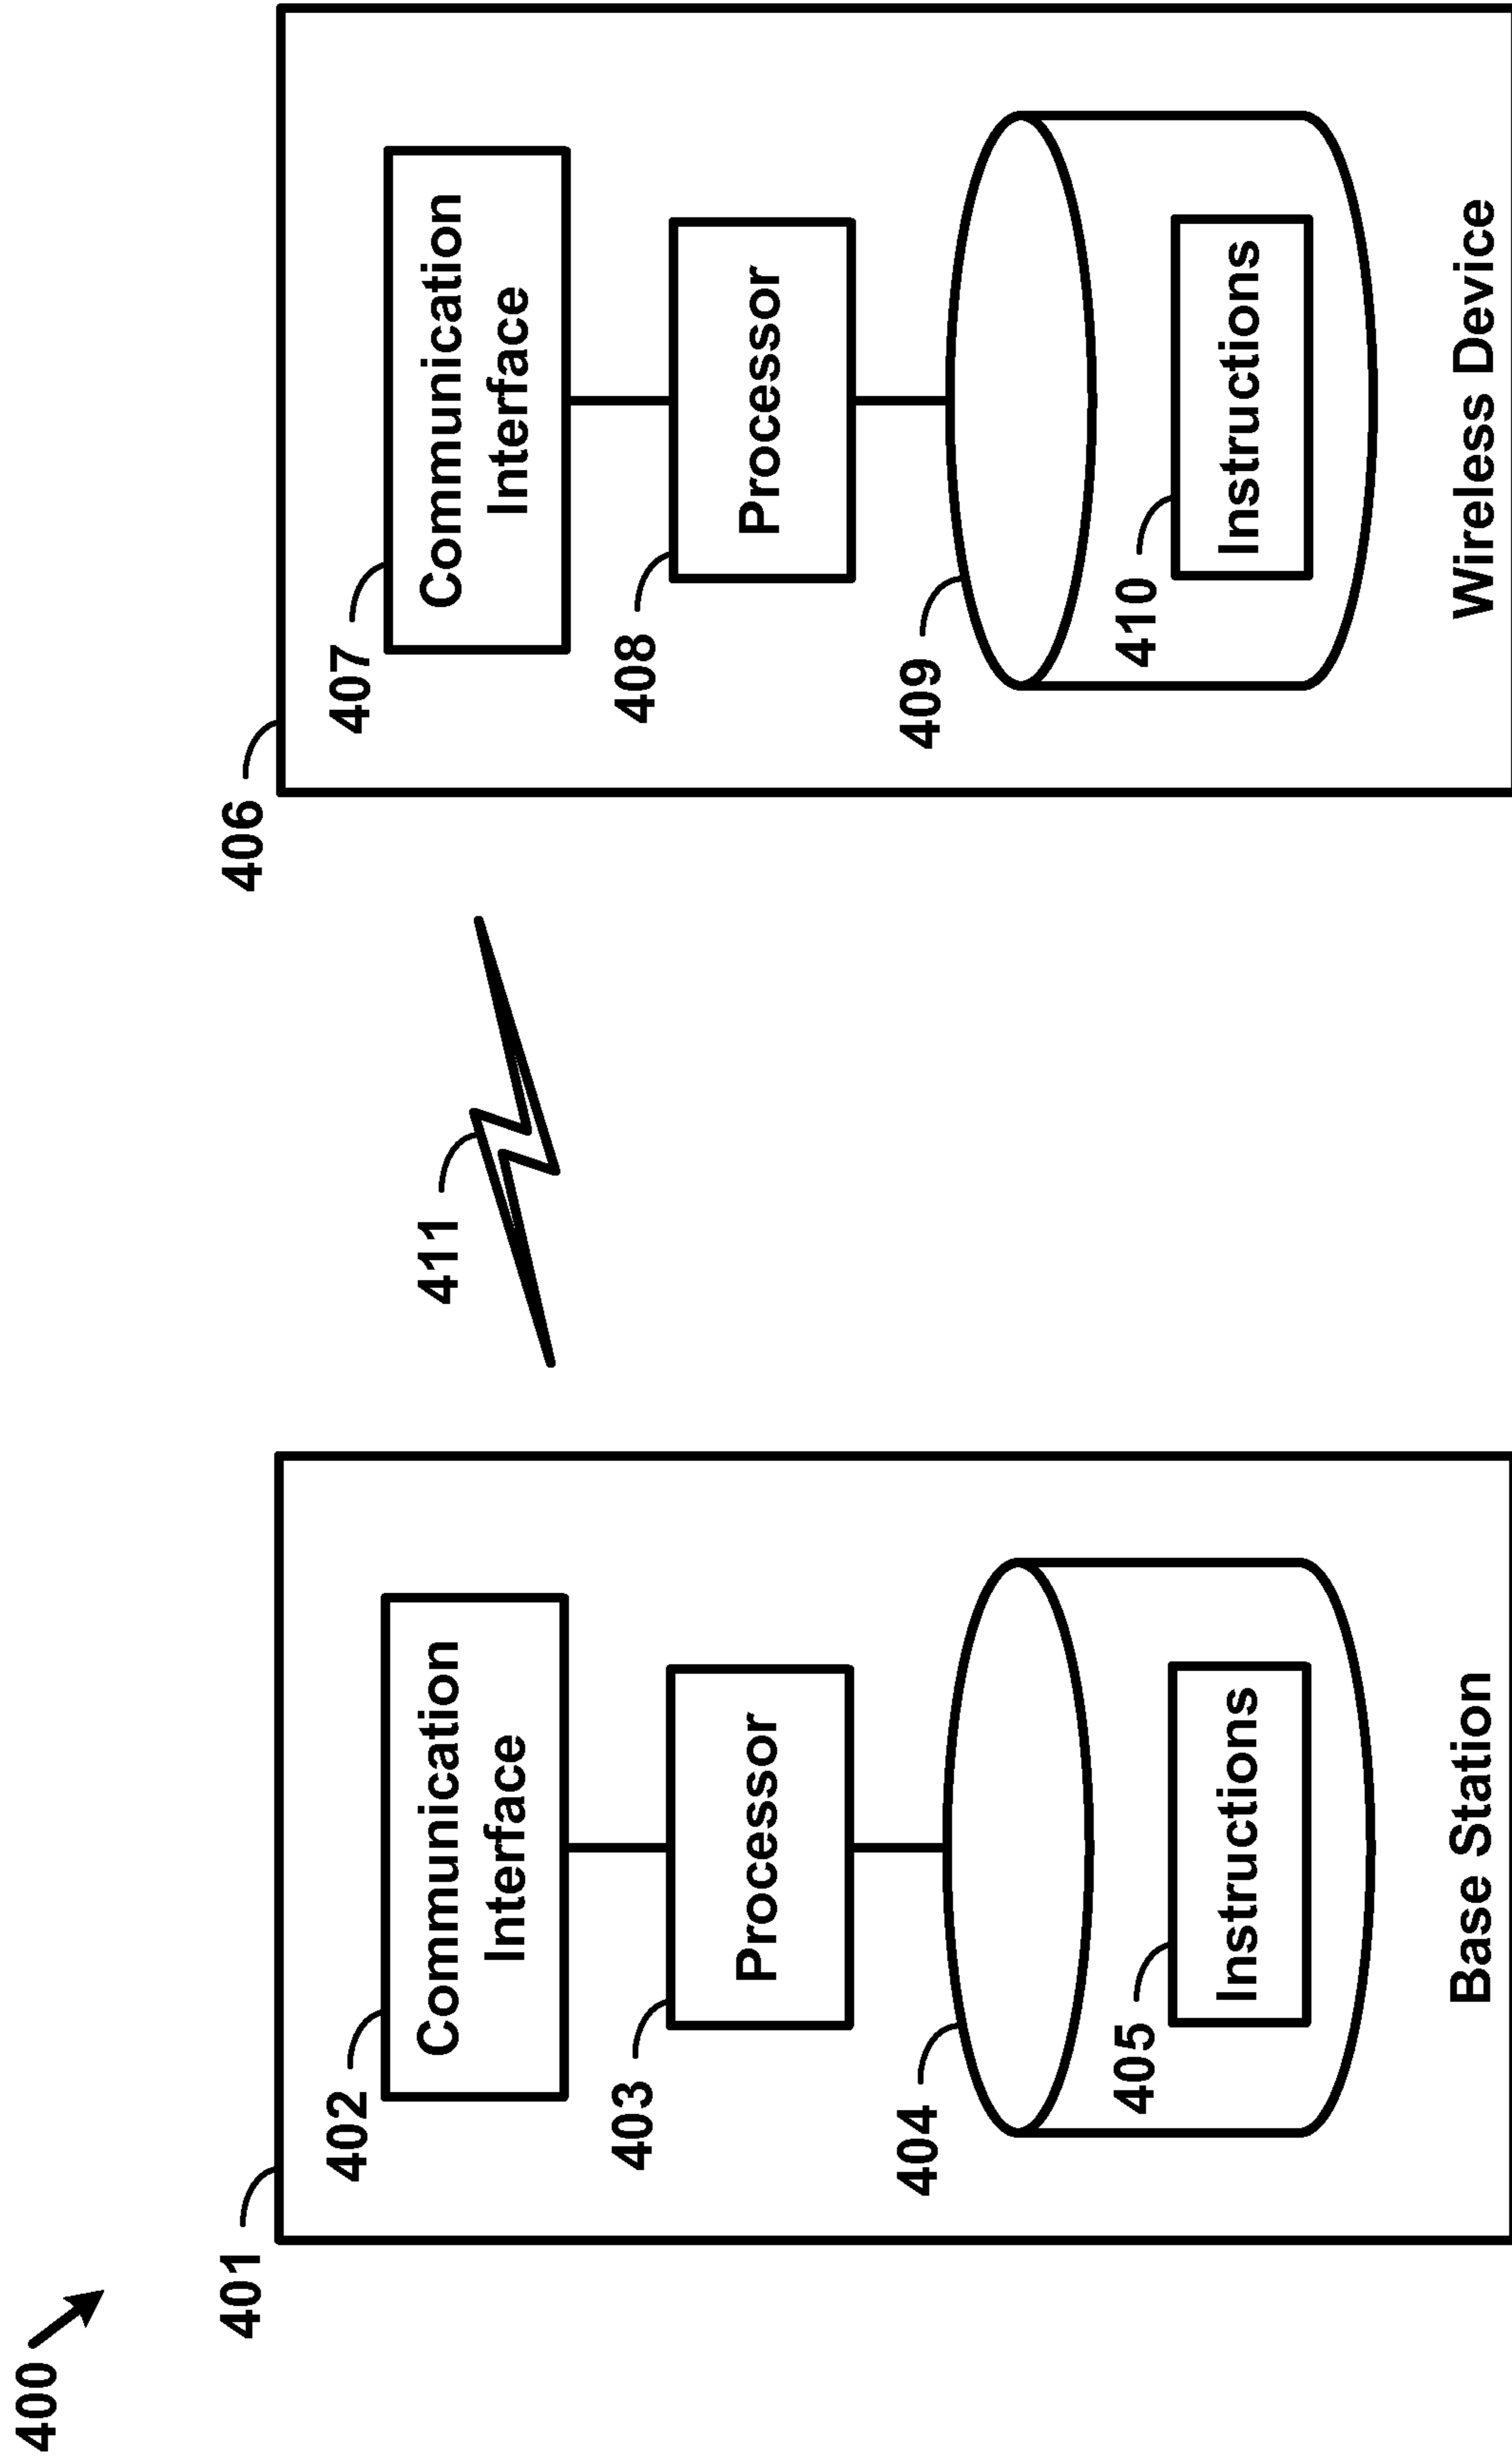 400
401
402
Communication
Interface
403
Processor
404
405
Instructions
Base Station
411
406
407
Communication
Interface
408
Processor
409
410
Instructions
Wireless Device